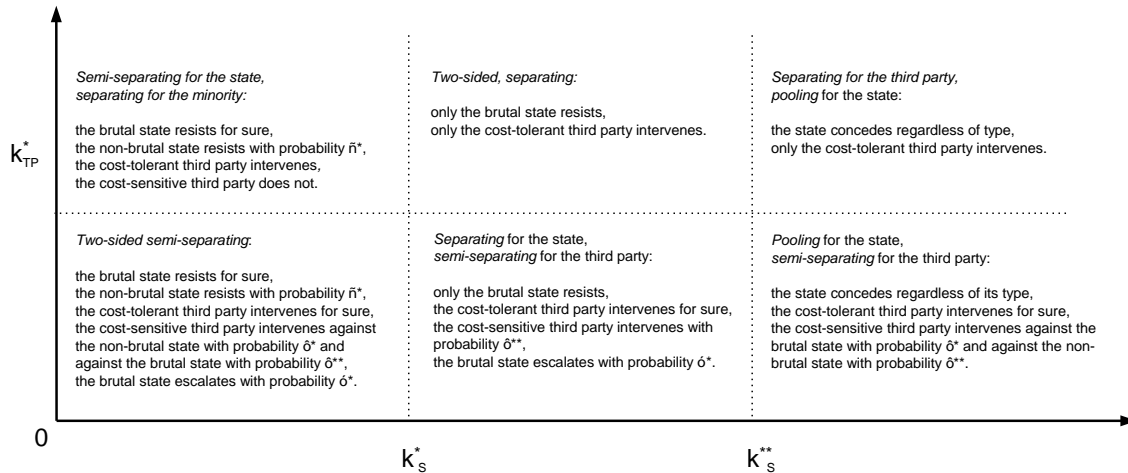 Semi-separating for the state,
separating for the minority:
the brutal state resists for sure,
the non-brutal state resists with probability ñ*,
the cost-tolerant third party intervenes,
the cost-sensitive third party does not.
Two-sided, separating:
only the brutal state resists,
only the cost-tolerant third party intervenes.
Separating for the third party,
pooling for the state:
the state concedes regardless of type,
only the cost-tolerant third party intervenes.
k*TP
Two-sided semi-separating:
the brutal state resists for sure,
the non-brutal state resists with probability ñ*,
the cost-tolerant third party intervenes for sure,
the cost-sensitive third party intervenes against
the non-brutal state with probability ô* and
against the brutal state with probability ô**,
the brutal state escalates with probability ó*.
Separating for the state,
semi-separating for the third party:
only the brutal state resists,
the cost-tolerant third party intervenes for sure,
the cost-sensitive third party intervenes with
probability ô**,
the brutal state escalates with probability ó*.
Pooling for the state,
semi-separating for the third party:
the state concedes regardless of its type,
the cost-tolerant third party intervenes for sure,
the cost-sensitive third party intervenes against the
brutal state with probability ô* and against the non-
brutal state with probability ô**.
0
k*S
k**S